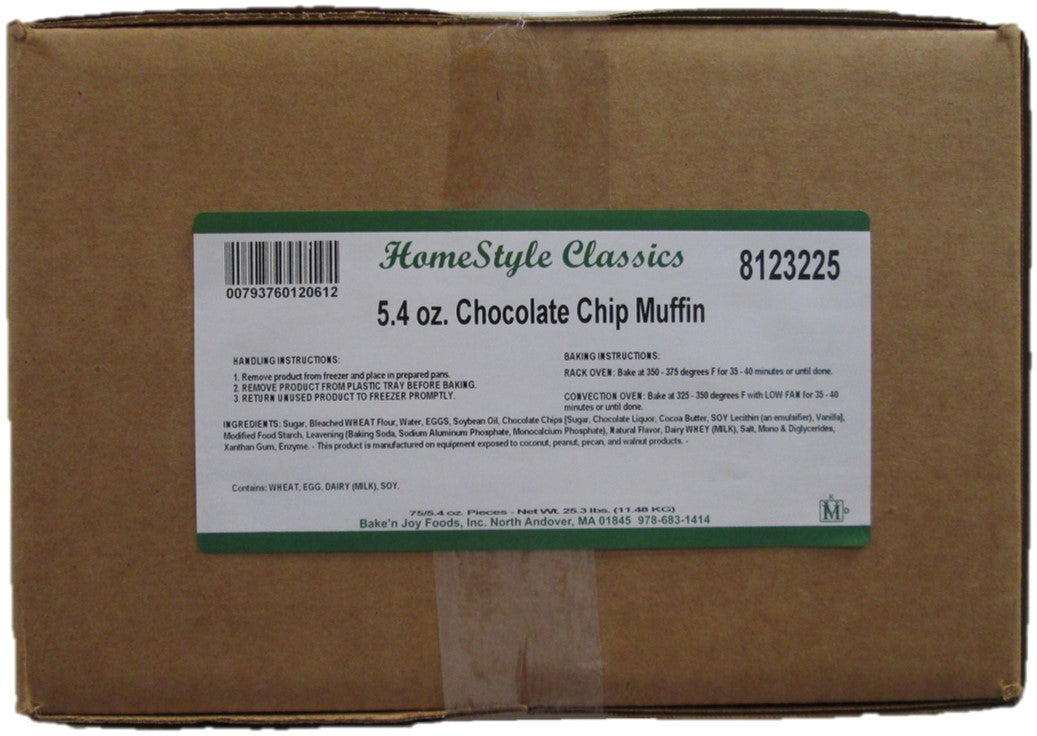 HomeStyle Classics
8123225
00793760120612
5.4 oz. Chocolate Chip Muffin
HANDLING INSTRUCTIONS:
1. Remove product from freezer and place in prepared pans.
2. REMOVE PRODUCT FROM PLASTIC TRAY BEFORE BAKING.
3. RETURN UNUSED PRODUCT TO FREEZER PROMPTLY.
BAKING INSTRUCTIONS:
RACK OVEN: Bake at 350 - 375 degrees F for 35 - 40 minutes or until done.
CONVECTION OVEN: Bake at 325 - 350 degrees F with LOW FAN for 35 - 40
minutes or until done.
INGREDIENTS: Sugar, Bleached WHEAT Flour, Water, EGGS, Soybean Oil, Chocolate Chips [Sugar, Chocolate Liquor, Cocoa Butter, SOY Lecithin (an emulsifier), Vanilla],
Modified Food Starch, Leavening (Baking Soda, Sodium Aluminum Phosphate, Monocalcium Phosphate), Natural Flavor, Dairy WHEY (MILK), Salt, Mono & Diglycerides,
Xanthan Gum, Enzyme. - This is manufactured on equipment exposed to coconut, peanut, pecan, and walnut products. -
Contains: WHEAT, EGG, DAIRY (MILK), SOY.
75/5.4 oz. Pieces - Net Wt. 25.3 lbs. (11.48 KG)
Bake'n Joy Foods, Inc. North Andover, MA 01845 978-683-1414
K
M D